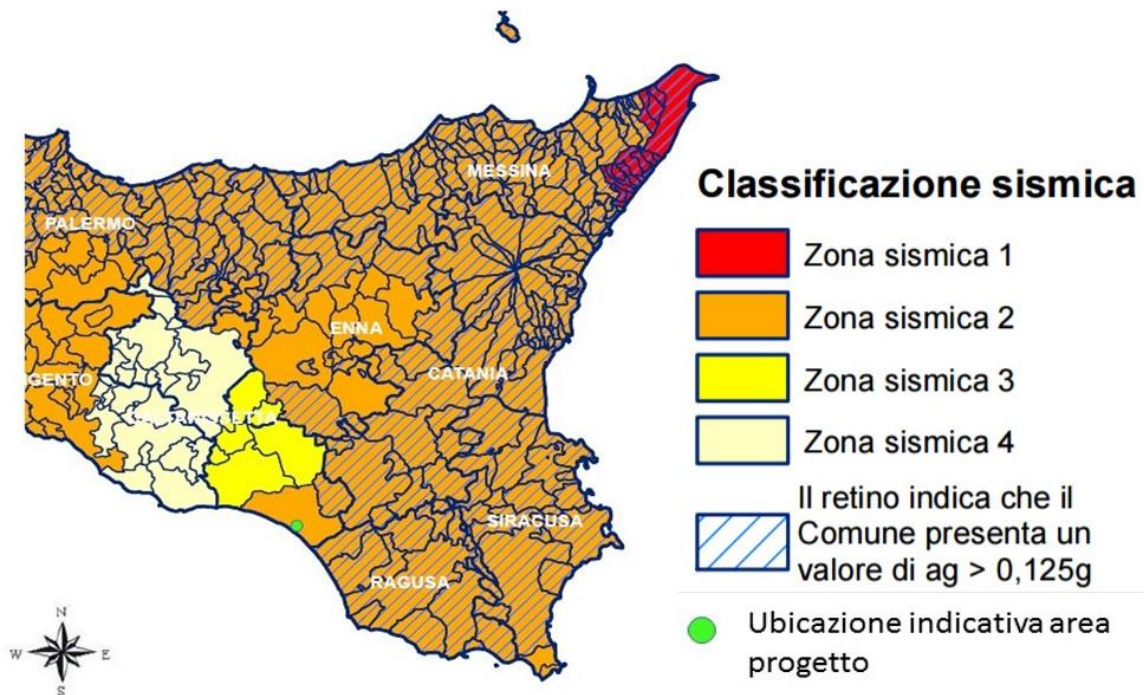 MESSINA
PALERMO
ENNA
GENTO
CATANIA
SIRACUSA
RAGUSA
N
W
E
S
Classificazione sismica
Zona sismica 1
Zona sismica 2
Zona sismica 3
Zona sismica 4
Il retino indica che il
Comune presenta un
valore di ag > 0,125g
Ubicazione indicativa area
progetto